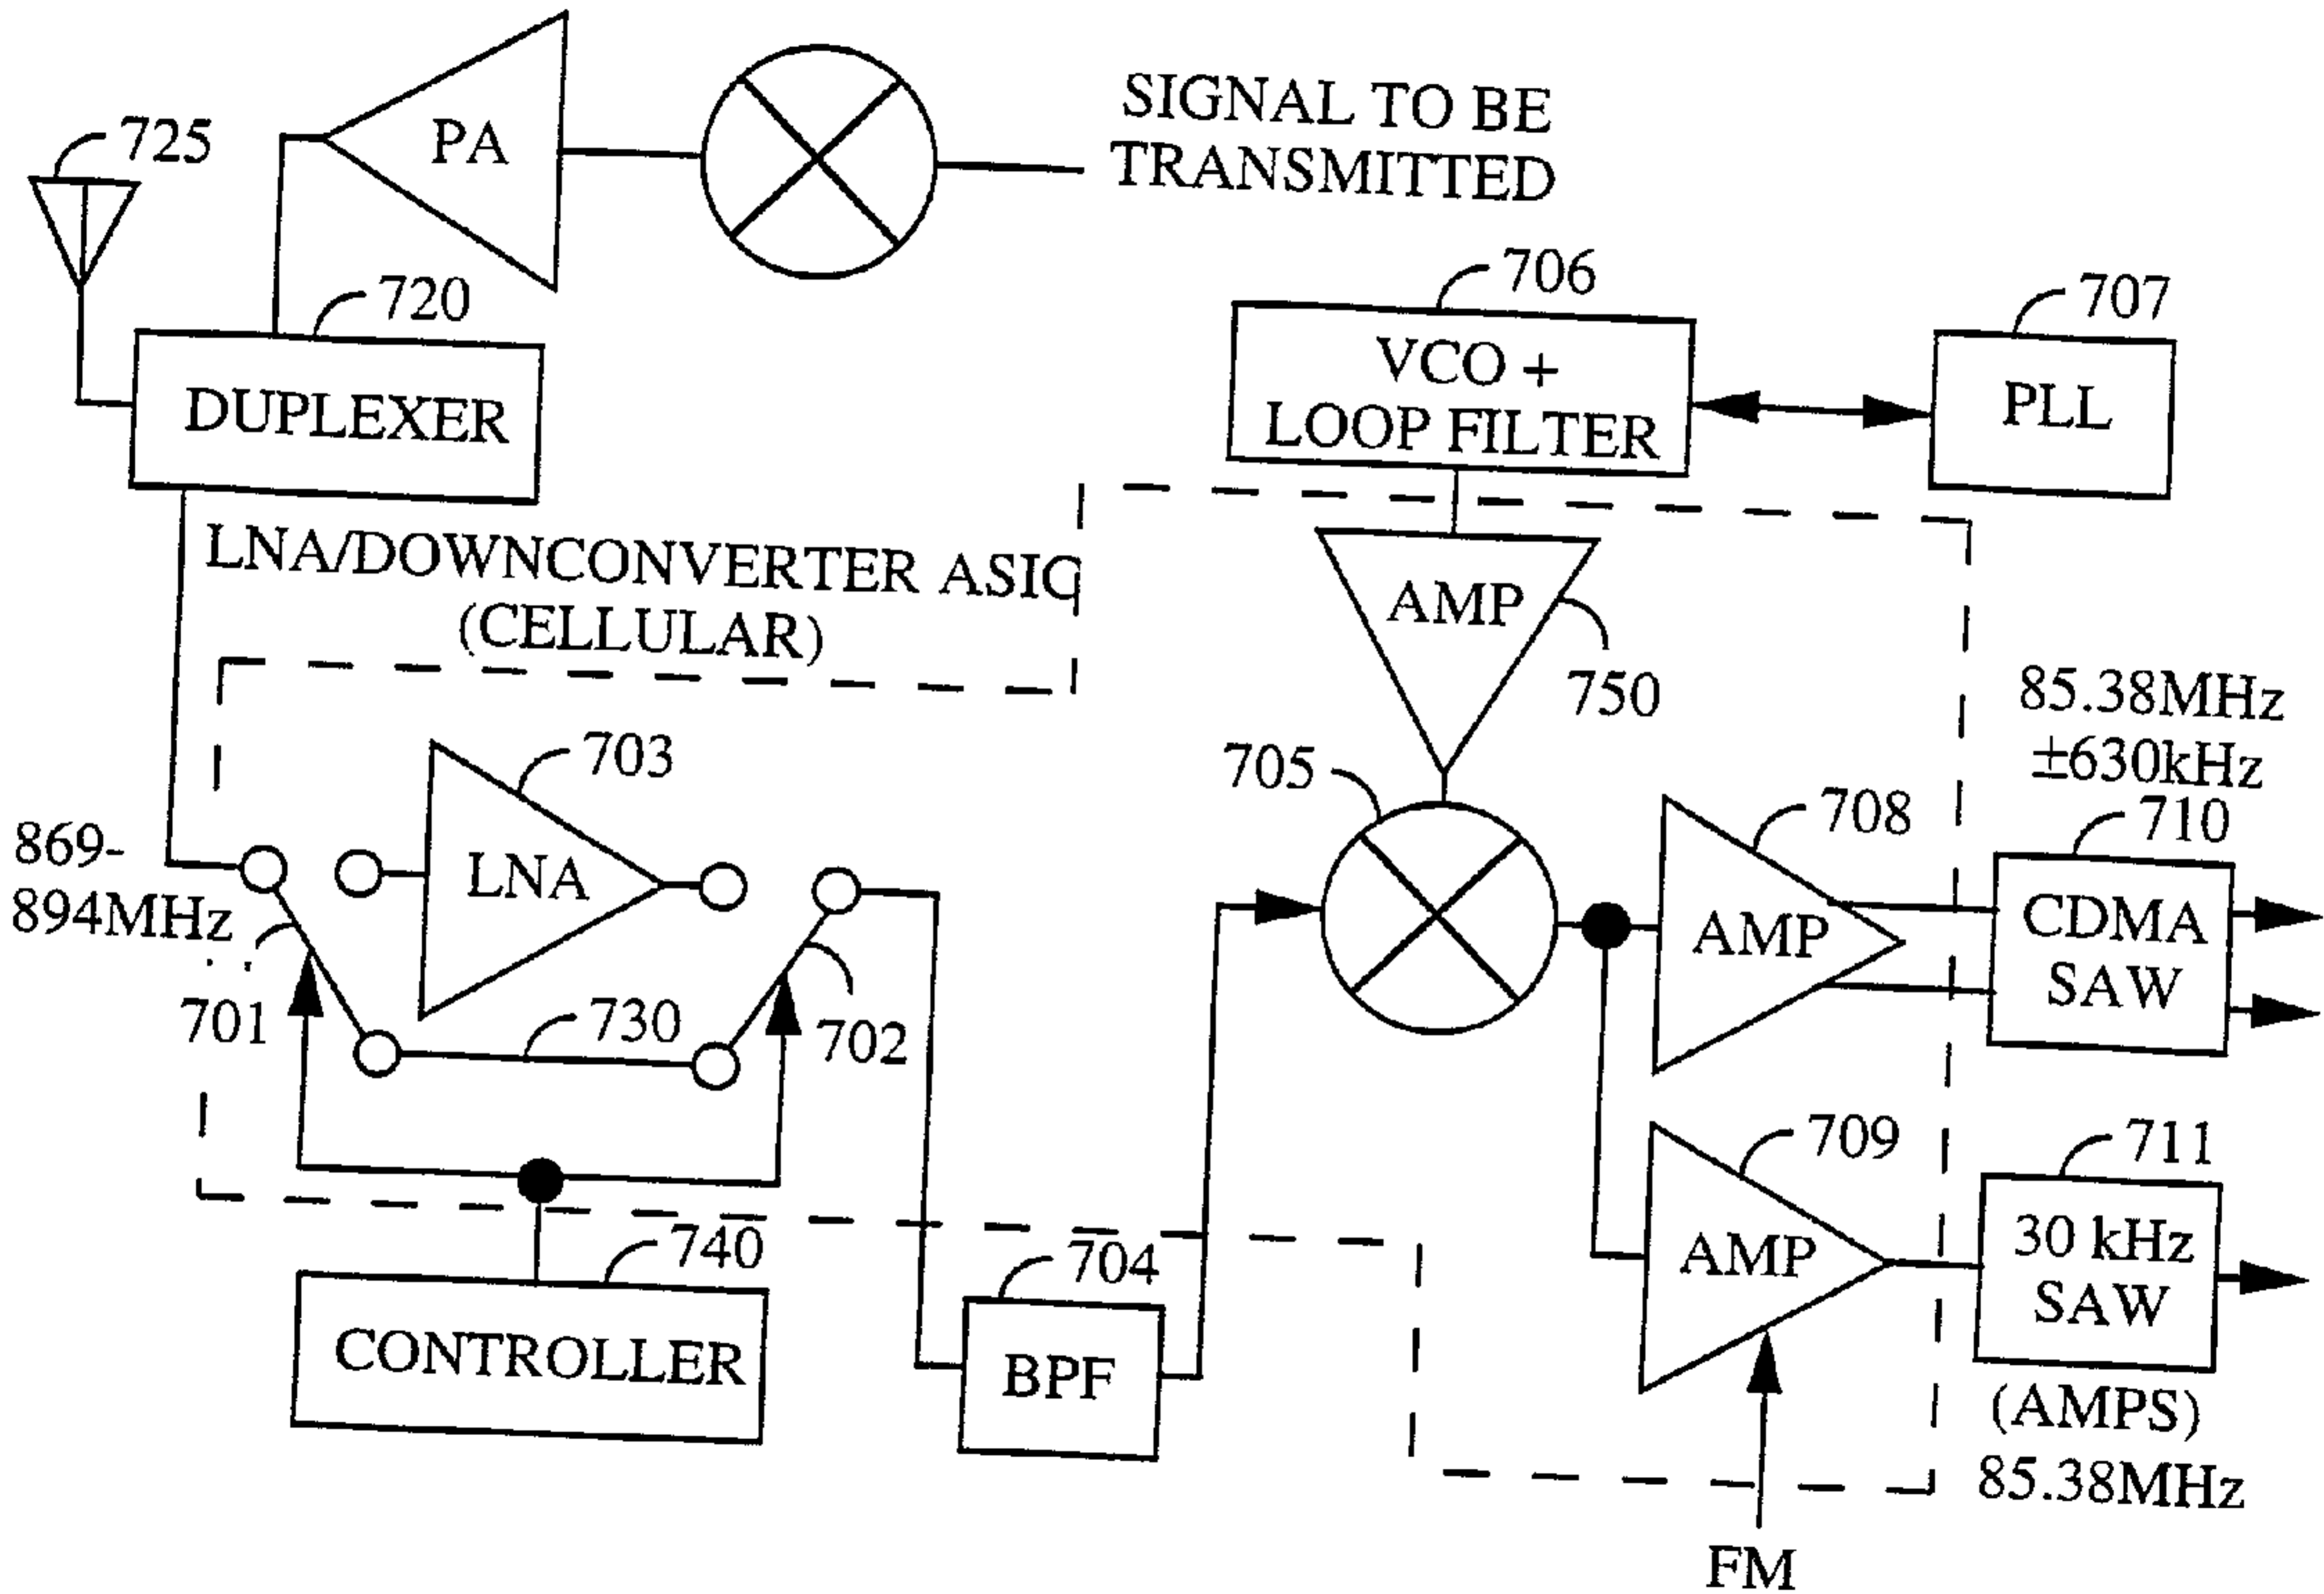 SIGNAL TO BE
TRANSMITTED
725
PA
706
707
720
VCO +
LOOP FILTER
PLL
DUPLEXER
LNA/DOWNCONVERTER ASIC
(CELLULAR)
AMP
750
85.38MHz
±630kHz
703
705
708
710
869-
894MHz
LNA
AMP
CDMA
SAW
701
730
702
709
711
740
704
AMP
30 kHz
SAW
CONTROLLER
BPF
(AMPS)
85.38MHz
FM